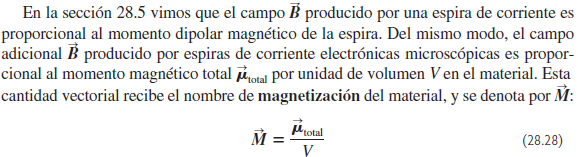 En la sección 28.5 vimos que el campo \(\vec{B}\) producido por una espira de corriente es
proporcional al momento dipolar magnético de la espira. Del mismo modo, el campo
adicional \(\vec{B}\) producido por espiras de corriente electrónicas microscópicas es propor-
cional al momento magnético total \(\vec{\mu}_{\text{total}}\) por unidad de volumen V en el material. Esta
cantidad vectorial recibe el nombre de magnetización del material, y se denota por \(\vec{M}\):
\(\vec{M} = \frac{\vec{\mu}_{\text{total}}}{V}\) (28.28)